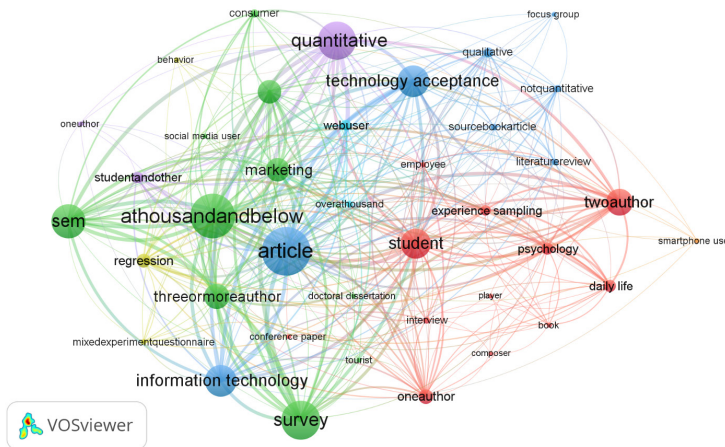 consumer
focus group
quantitative
qualitative
behavior
technology acceptance
notquantitative
oneuthor
webuser
sourcebookarticle
social media user
employee
literaturereview
studentandother
marketing
overathousand
experience sampling
twoauthor
sem
athousandandbelow
student
psychology
smartphone use
article
regression
daily life
threeormoreauthor
doctoral dissertation
player
interview
book
mixedexperimentquestionnaire
conference paper
tourist
composer
information technology
oneauthor
survey
VOSviewer